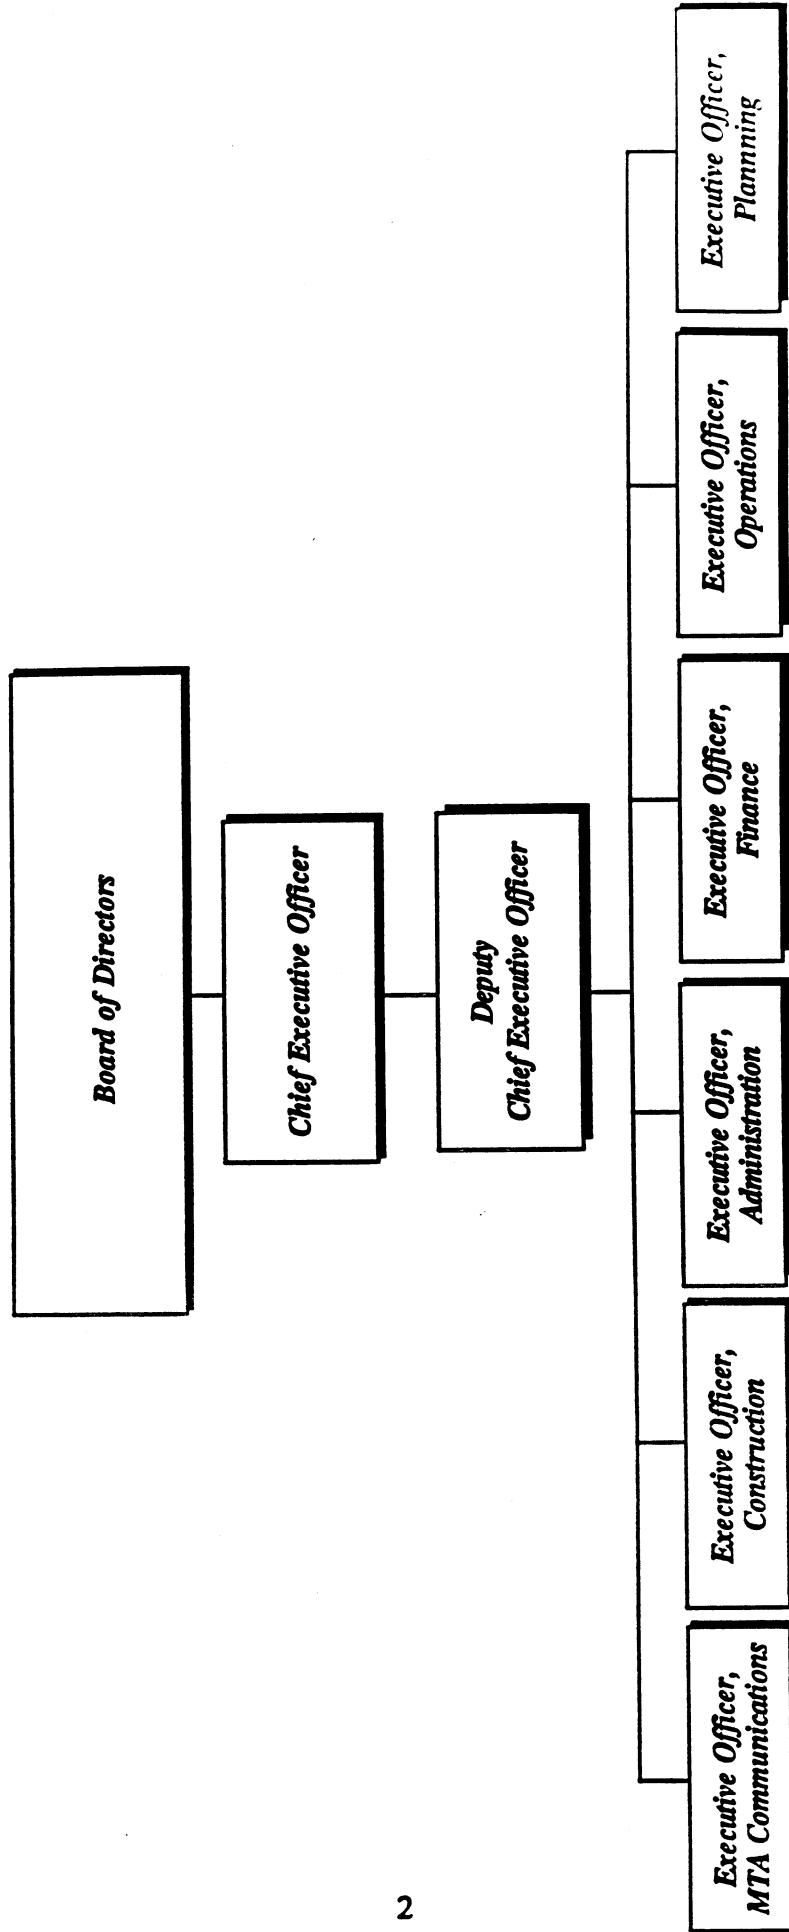 Board of Directors
Chief Executive Officer
Deputy
Chief Executive Officer
Executive Officer,
MTA Communications
Executive Officer,
Construction
Executive Officer,
Administration
Executive Officer,
Finance
Executive Officer,
Operations
Executive Officer,
Plannning
2